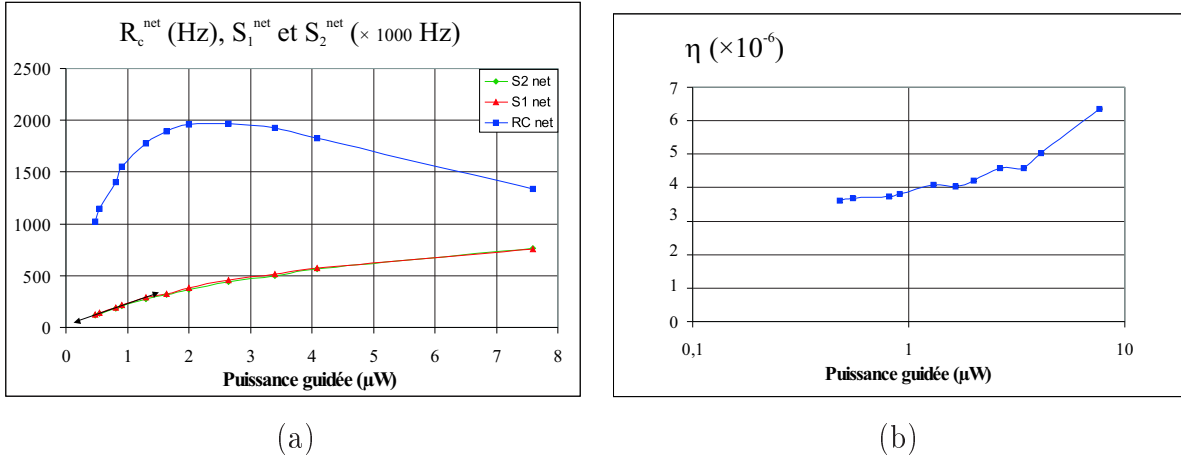 R_c^net (Hz), S_1^net et S_2^net (× 1000 Hz)
2500
2000
1500
1000
500
0
0 1 2 3 4 5 6 7 8
S2 net
S1 net
RC net
Puissance guidée (µW)
(a)
η (×10^-6)
7
6
5
4
3
2
1
0
0,1 1 10
Puissance guidée (µW)
(b)